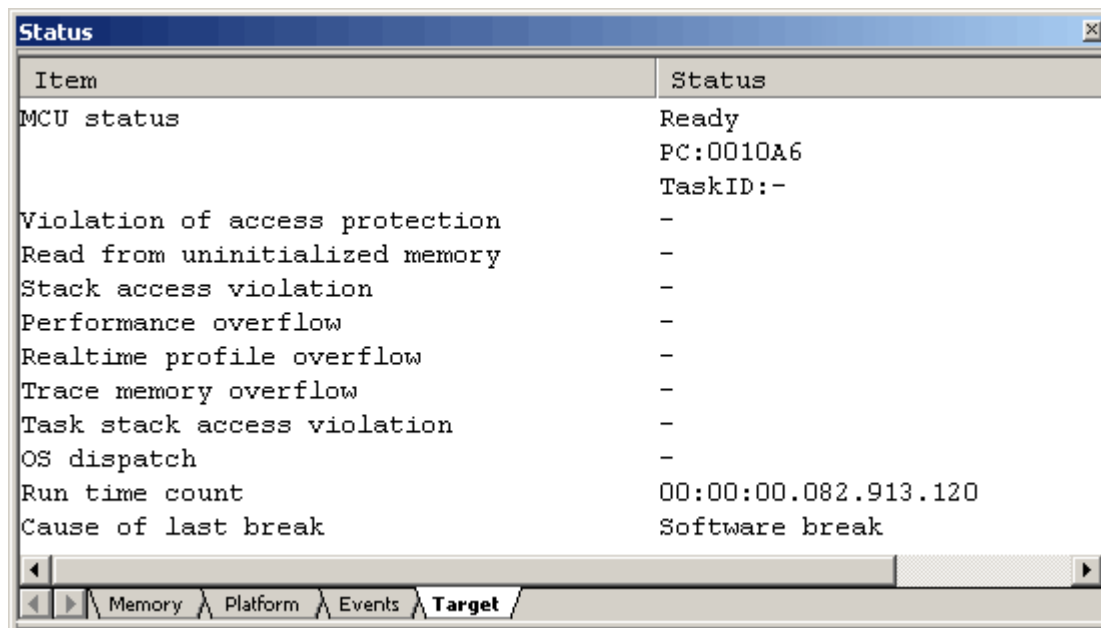 Status
Item Status
MCU status Ready
PC:0010A6
TaskID:-
Violation of access protection -
Read from uninitialized memory -
Stack access violation -
Performance overflow -
Realtime profile overflow -
Trace memory overflow -
Task stack access violation -
OS dispatch -
Run time count 00:00:00.082.913.120
Cause of last break Software break
Memory Platform Events Target